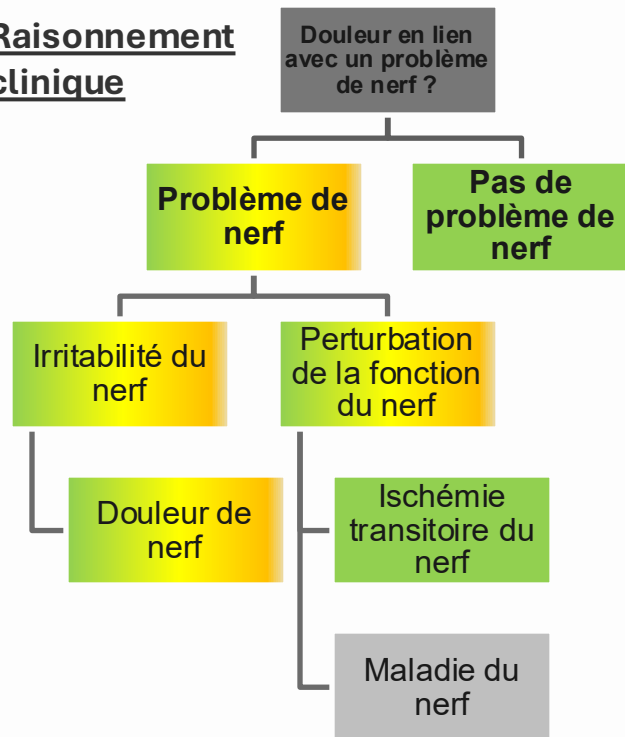 Raisonnement
clinique
Douleur en lien
avec un problème
de nerf ?
Problème de
nerf
Pas de
problème de
nerf
Irritabilité du
nerf
Perturbation
de la fonction
du nerf
Douleur de
nerf
Ischémie
transitoire du
nerf
Maladie du
nerf